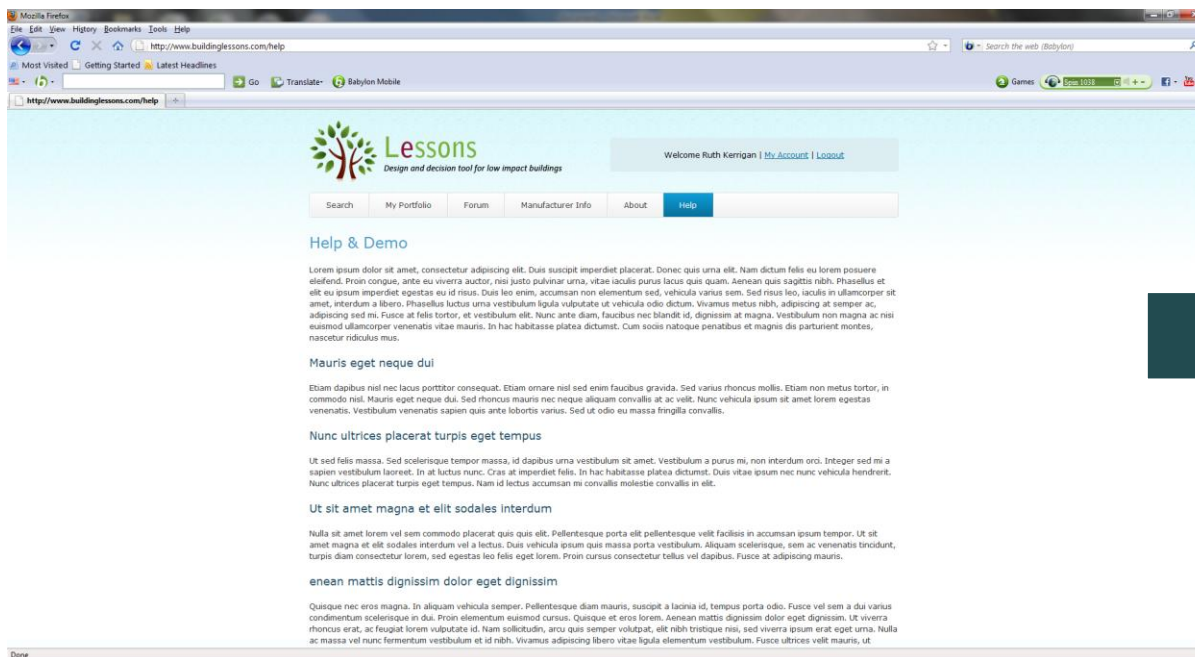 Mozilla Firefox
File Edit View History Bookmarks Tools Help
http://www.buildinglessons.com/help
Search the web (Babylon)
Most Visited Getting Started Latest Headlines
Go Translate Babylon Mobile
Games Spin 1038
http://www.buildinglessons.com/help
Lessons
Design and decision tool for low impact buildings
Welcome Ruth Kerrigan | My Account | Logout
Search My Portfolio Forum Manufacturer Info About Help
Help & Demo
Lorem ipsum dolor sit amet, consectetur adipiscing elit. Duis suscipit imperdiet placerat. Donec quis urna elit. Nam dictum felis eu lorem posuere
eleifend. Proin congue, ante eu viverra auctor, nisi justo pulvinar urna, vitae iaculis purus lacus quis quam. Aenean quis sagittis nibh. Phasellus et
elit eu ipsum imperdiet egestas eu id risus. Duis leo enim, accumsan non elementum sed, vehicula varius sem. Sed risus leo, iaculis in ullamcorper sit
amet, interdum a libero. Phasellus luctus urna vestibulum ligula vulputate ut vehicula odio dictum. Vivamus metus nibh, adipiscing at semper ac,
adipiscing sed mi. Fusce at felis tortor, et vestibulum elit. Nunc ante diam, faucibus nec blandit id, dignissim at magna. Vestibulum non magna ac nisi
euismod ullamcorper venenatis vitae mauris. In hac habitasse platea dictumst. Cum sociis natoque penatibus et magnis dis parturient montes,
nascetur ridiculus mus.
Mauris eget neque dui
Etiam dapibus nisl nec lacus porttitor consequat. Etiam ornare nisl sed enim faucibus gravida. Sed varius rhoncus mollis. Etiam non metus tortor, in
commodo nisl. Mauris eget neque dui. Sed rhoncus mauris nec neque aliquam convallis at ac velit. Nunc vehicula ipsum sit amet lorem egestas
venenatis. Vestibulum venenatis sapien quis ante lobortis varius. Sed ut odio eu massa fringilla convallis.
Nunc ultrices placerat turpis eget tempus
Ut sed felis massa. Sed scelerisque tempor massa, id dapibus urna vestibulum sit amet. Vestibulum a purus mi, non interdum orci. Integer sed mi a
sapien vestibulum laoreet. In at luctus nunc. Cras at imperdiet felis. In hac habitasse platea dictumst. Duis vitae ipsum nec nunc vehicula hendrerit.
Nunc ultrices placerat turpis eget tempus. Nam id lectus accumsan mi convallis molestie convallis in elit.
Ut sit amet magna et elit sodales interdum
Nulla sit amet lorem vel sem commodo placerat quis quis elit. Pellentesque porta elit pellentesque velit facilisis in accumsan ipsum tempor. Ut sit
amet magna et elit sodales interdum vel a lectus. Duis vehicula ipsum quis massa porta vestibulum. Aliquam scelerisque, sem ac venenatis tincidunt,
turpis diam consectetur lorem, sed egestas leo felis eget lorem. Proin cursus consectetur tellus vel dapibus. Fusce at adipiscing mauris.
enean mattis dignissim dolor eget dignissim
Quisque nec eros magna. In aliquam vehicula semper. Pellentesque diam mauris, suscipit a lacinia id, tempus porta odio. Fusce vel sem a dui varius
condimentum scelerisque in dui. Proin elementum euismod cursus. Quisque et eros lorem. Aenean mattis dignissim dolor eget dignissim. Ut viverra
rhoncus erat, ac feugiat lorem vulputate id. Nam sollicitudin, arcu quis semper volutpat, elit nibh tristique nisi, sed viverra ipsum erat eget urna. Nulla
ac massa vel nunc fermentum vestibulum et id nibh. Vivamus adipiscing libero vitae ligula elementum vestibulum. Fusce ultrices velit mauris, ut
Done